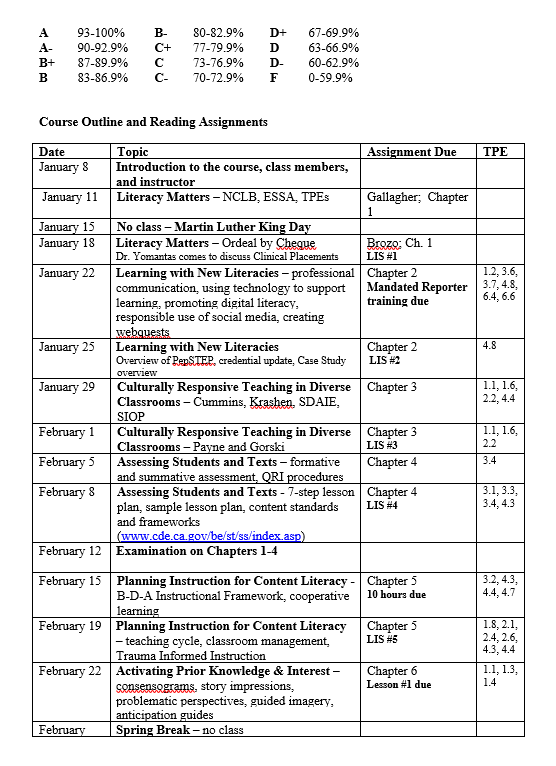 A 93-100% B- 80-82.9% D+ 67-69.9%
A- 90-92.9% C+ 77-79.9% D 63-66.9%
B+ 87-89.9% C 73-76.9% D- 60-62.9%
B 83-86.9% C- 70-72.9% F 0-59.9%
Course Outline and Reading Assignments
Date Topic Assignment Due TPE
January 8 Introduction to the course, class members,
and instructor
January 11 Literacy Matters – NCLB, ESSA, TPEs Gallagher; Chapter
1
January 15 No class – Martin Luther King Day
January 18 Literacy Matters – Ordeal by Cheque Brozo: Ch. 1
Dr. Yomantas comes to discuss Clinical Placements LIS #1
January 22 Learning with New Literacies – professional Chapter 2 1.2, 3.6,
communication, using technology to support Mandated Reporter 3.7, 4.8,
learning, promoting digital literacy, training due 6.4, 6.6
responsible use of social media, creating
webquests
January 25 Learning with New Literacies Chapter 2 4.8
Overview of PepSTEP, credential update, Case Study LIS #2
overview
January 29 Culturally Responsive Teaching in Diverse Chapter 3 1.1, 1.6,
Classrooms – Cummins, Krashen, SDAIE, 2.2, 4.4
SIOP
February 1 Culturally Responsive Teaching in Diverse Chapter 3 1.1, 1.6,
Classrooms – Payne and Gorski LIS #3 2.2
February 5 Assessing Students and Texts – formative Chapter 4 3.4
and summative assessment, QRI procedures
February 8 Assessing Students and Texts - 7-step lesson Chapter 4 3.1, 3.3,
plan, sample lesson plan, content standards LIS #4 3.4, 4.3
and frameworks
(www.cde.ca.gov/be/st/ss/index.asp)
February 12 Examination on Chapters 1-4
February 15 Planning Instruction for Content Literacy - Chapter 5 3.2, 4.3,
B-D-A Instructional Framework, cooperative 10 hours due 4.4, 4.7
learning
February 19 Planning Instruction for Content Literacy Chapter 5 1.8, 2.1,
– teaching cycle, classroom management, LIS #5 2.4, 2.6,
Trauma Informed Instruction 4.3, 4.4
February 22 Activating Prior Knowledge & Interest – Chapter 6 1.1, 1.3,
consensograms, story impressions, Lesson #1 due 1.4
problematic perspectives, guided imagery,
anticipation guides
February Spring Break – no class